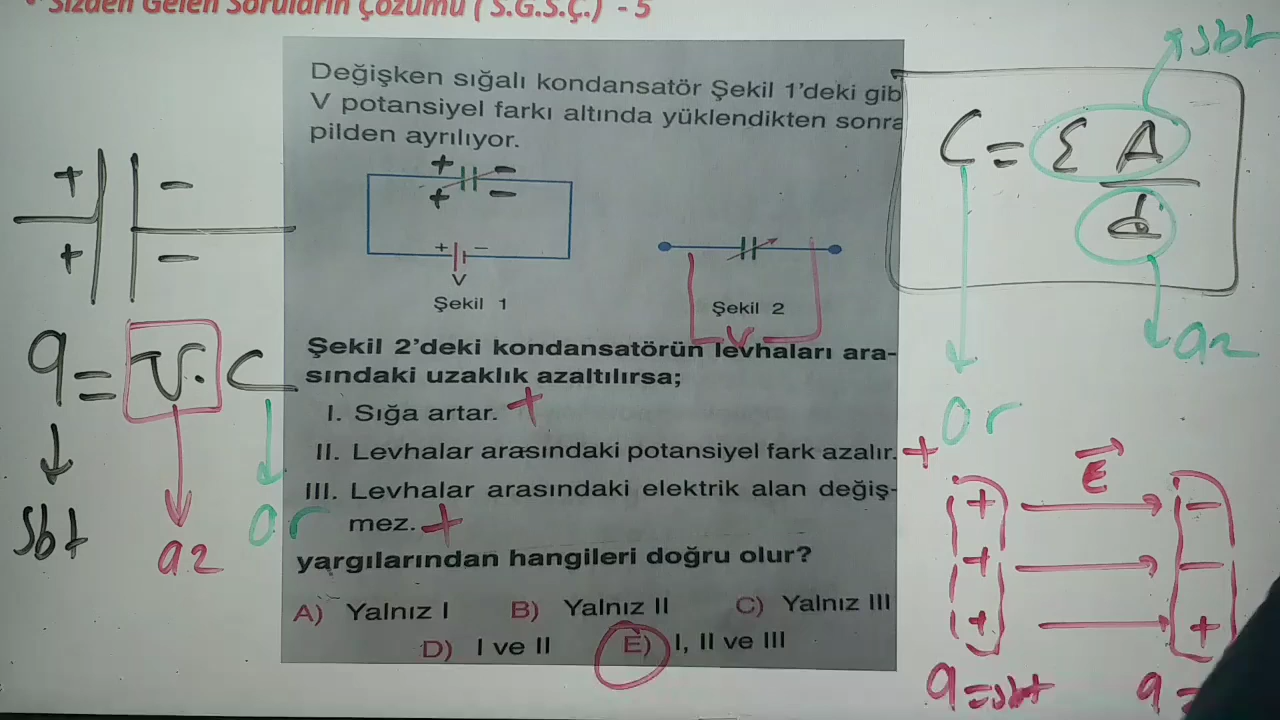 Sizden Gelen Soruların Çözümü ( S.G.S.Ç.) - 5
Değişken sığalı kondansatör Şekil 1'deki gib
V potansiyel farkı altında yüklendikten sonra
pilden ayrılıyor.
+ -
+ -
+ -
V
Şekil 1
Şekil 2
V
Şekil 2'deki kondansatörün levhaları ara-
sındaki uzaklık azaltılırsa;
I. Sığa artar. +
II. Levhalar arasındaki potansiyel fark azalır. +
III. Levhalar arasındaki elektrik alan değiş-
mez. +
yargılarından hangileri doğru olur?
A) Yalnız I B) Yalnız II C) Yalnız III
D) I ve II E) I, II ve III
+ -
+ -
q = V. C
sbt az or
sbt
C = Σ A
d
or az
E
+ -
+ -
+ +
q = sbt q =